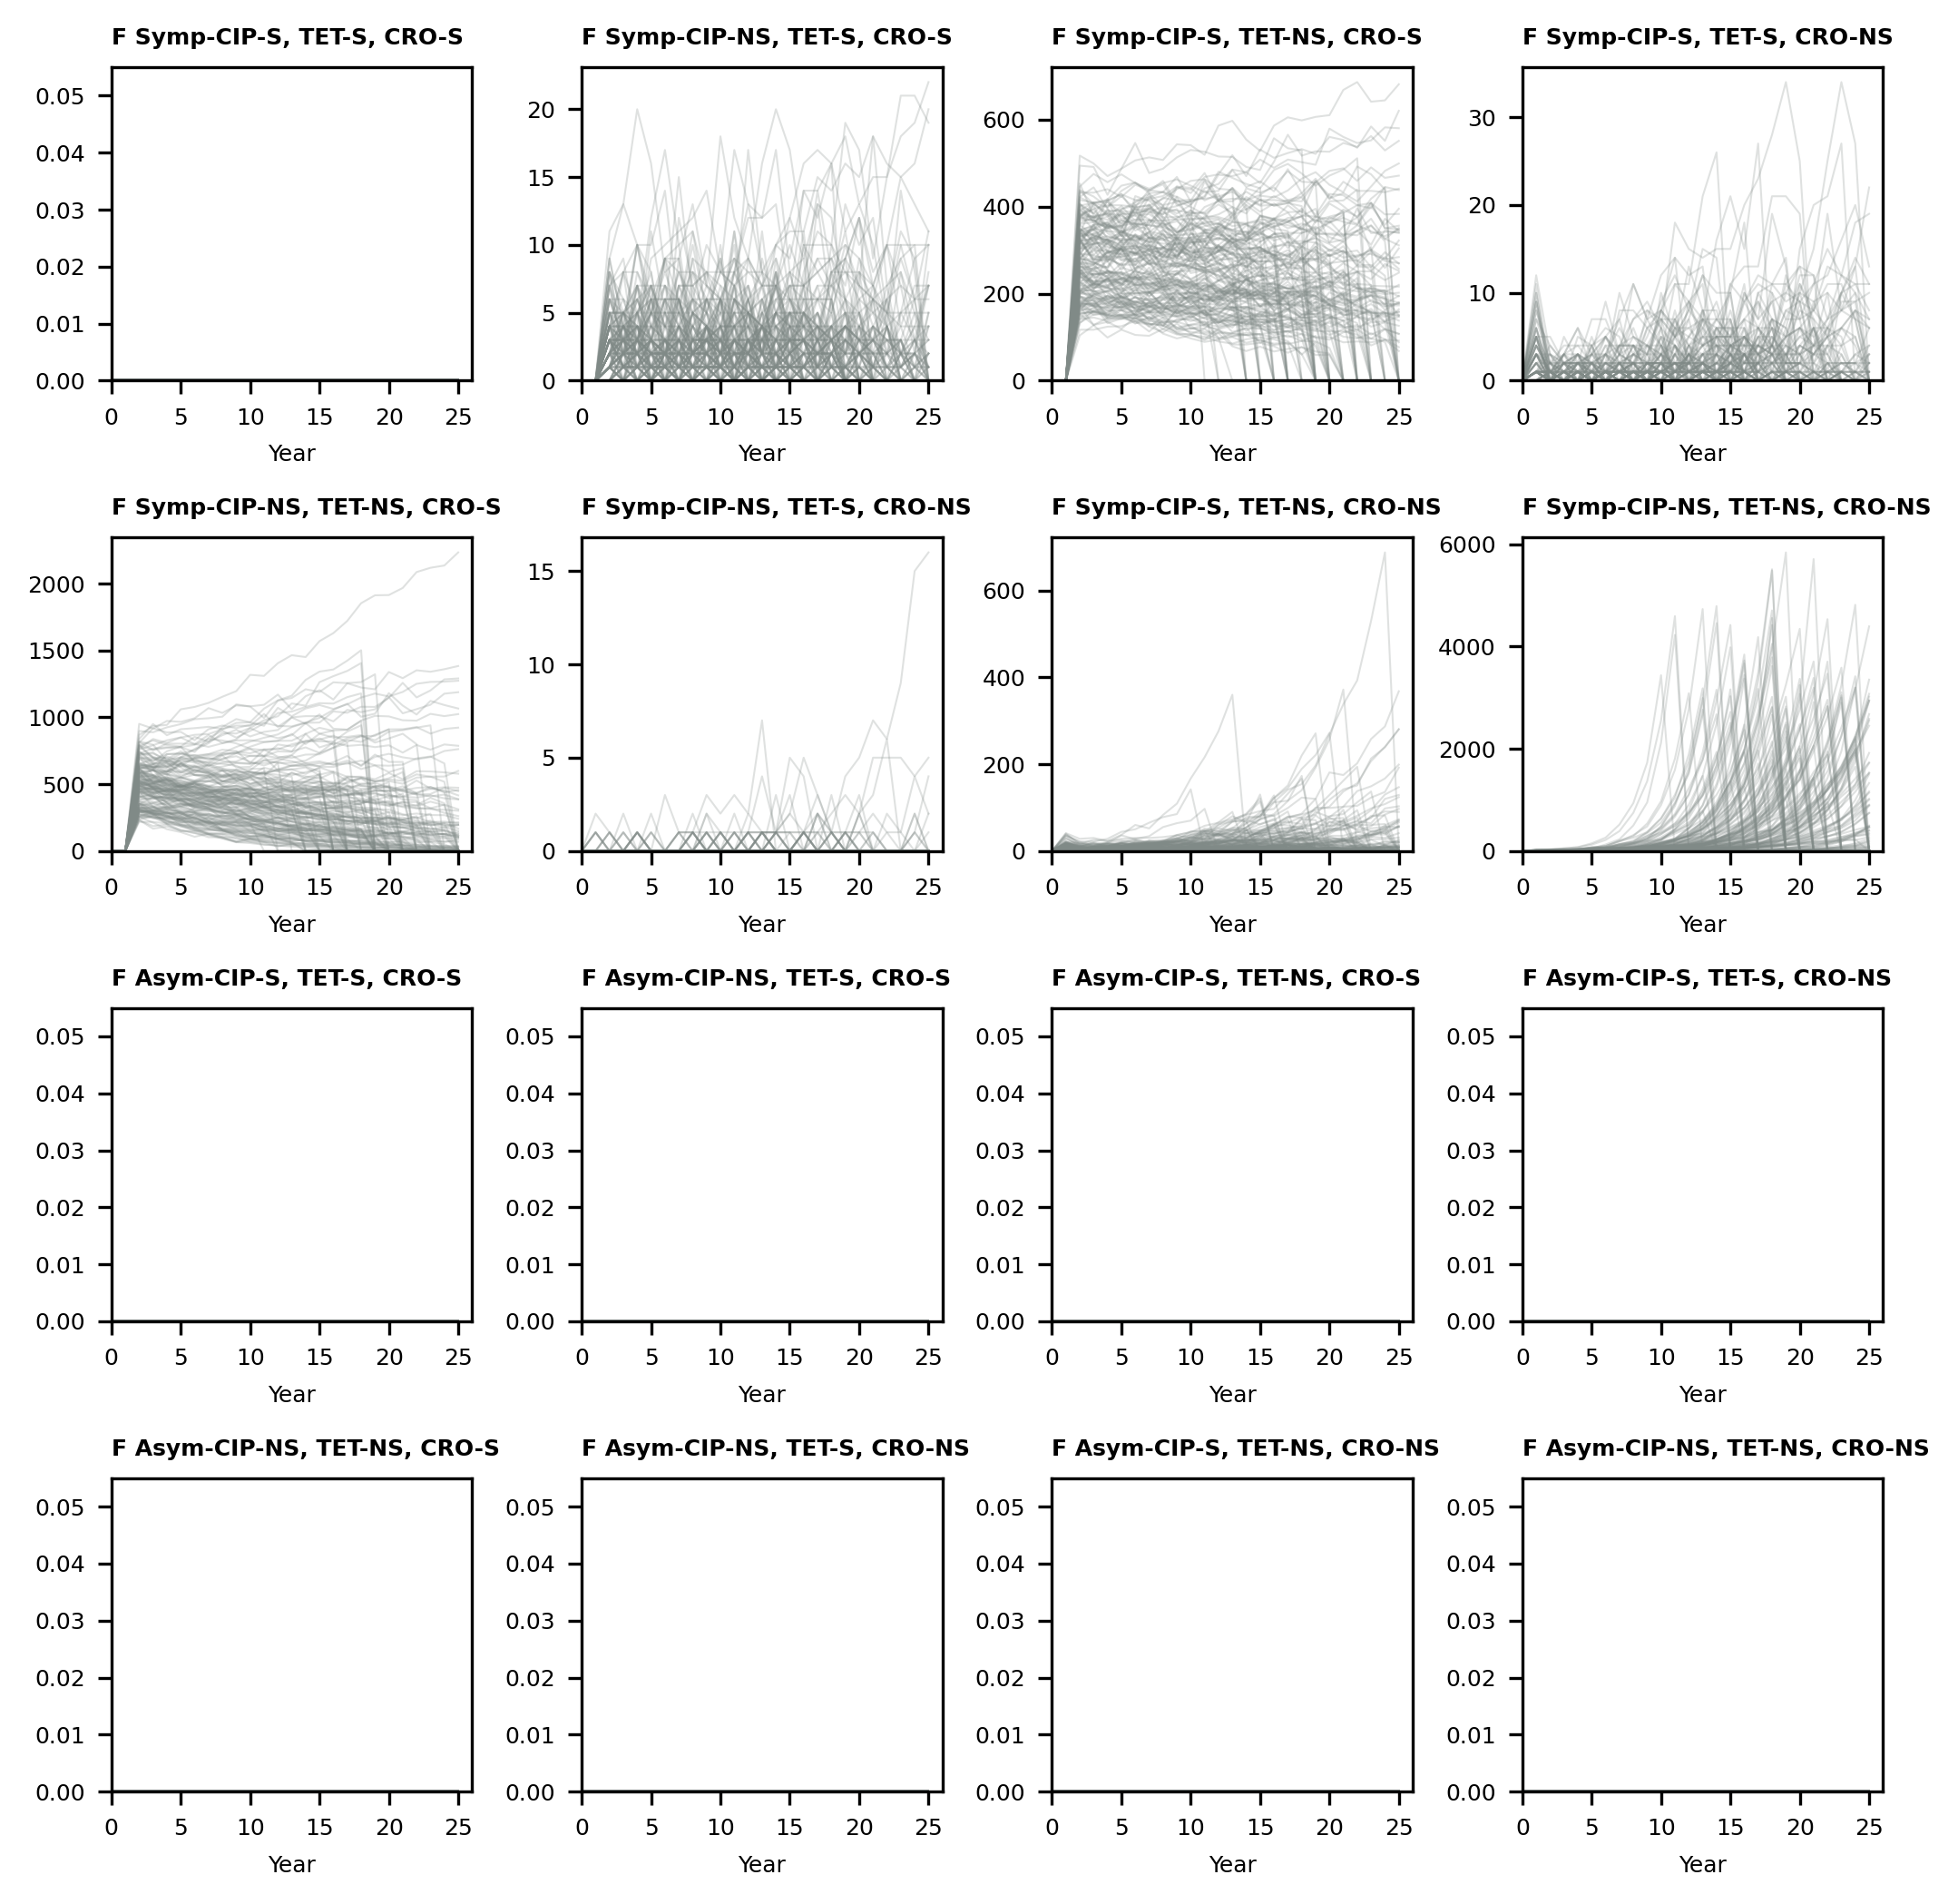 F Symp-CIP-S, TET-S, CRO-S
F Symp-CIP-NS, TET-S, CRO-S
F Symp-CIP-S, TET-NS, CRO-S
F Symp-CIP-S, TET-S, CRO-NS
0.05
0.04
0.03
0.02
0.01
0.00
0 5 10 15 20 25
Year
20
15
10
5
0
0 5 10 15 20 25
Year
600
400
200
0
0 5 10 15 20 25
Year
30
20
10
0
0 5 10 15 20 25
Year
F Symp-CIP-NS, TET-NS, CRO-S
F Symp-CIP-NS, TET-S, CRO-NS
F Symp-CIP-S, TET-NS, CRO-NS
F Symp-CIP-NS, TET-NS, CRO-NS
2000
1500
1000
500
0
0 5 10 15 20 25
Year
15
10
5
0
0 5 10 15 20 25
Year
600
400
200
0
0 5 10 15 20 25
Year
6000
4000
2000
0
0 5 10 15 20 25
Year
F Asym-CIP-S, TET-S, CRO-S
F Asym-CIP-NS, TET-S, CRO-S
F Asym-CIP-S, TET-NS, CRO-S
F Asym-CIP-S, TET-S, CRO-NS
0.05
0.04
0.03
0.02
0.01
0.00
0 5 10 15 20 25
Year
0.05
0.04
0.03
0.02
0.01
0.00
0 5 10 15 20 25
Year
0.05
0.04
0.03
0.02
0.01
0.00
0 5 10 15 20 25
Year
0.05
0.04
0.03
0.02
0.01
0.00
0 5 10 15 20 25
Year
F Asym-CIP-NS, TET-NS, CRO-S
F Asym-CIP-NS, TET-S, CRO-NS
F Asym-CIP-S, TET-NS, CRO-NS
F Asym-CIP-NS, TET-NS, CRO-NS
0.05
0.04
0.03
0.02
0.01
0.00
0 5 10 15 20 25
Year
0.05
0.04
0.03
0.02
0.01
0.00
0 5 10 15 20 25
Year
0.05
0.04
0.03
0.02
0.01
0.00
0 5 10 15 20 25
Year
0.05
0.04
0.03
0.02
0.01
0.00
0 5 10 15 20 25
Year